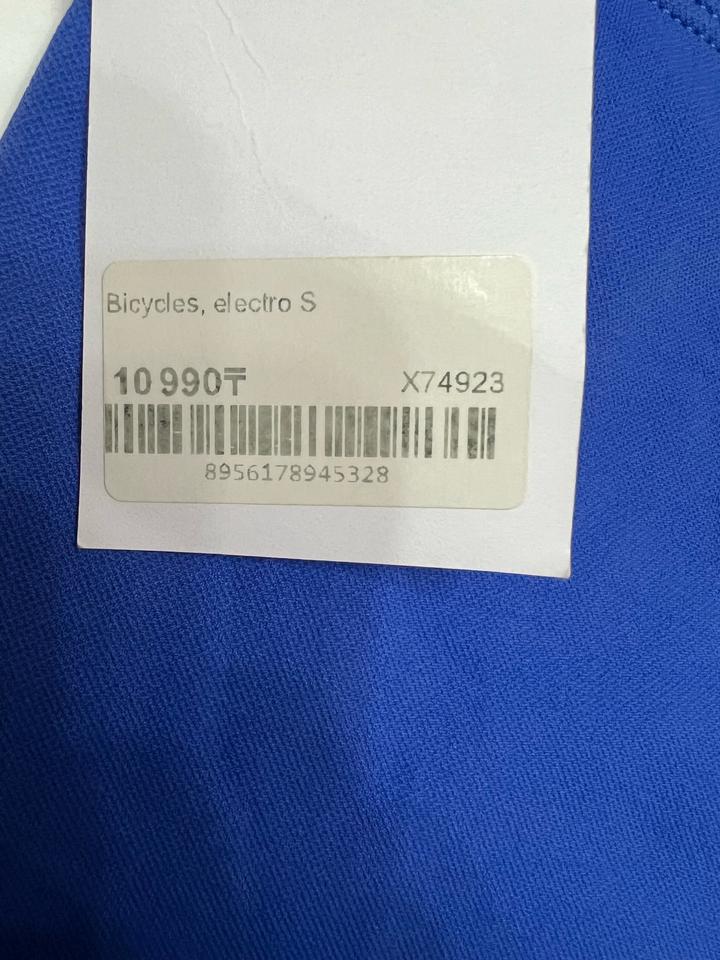 Bicycles, electro S
10 990₸ X74923
8956178945328